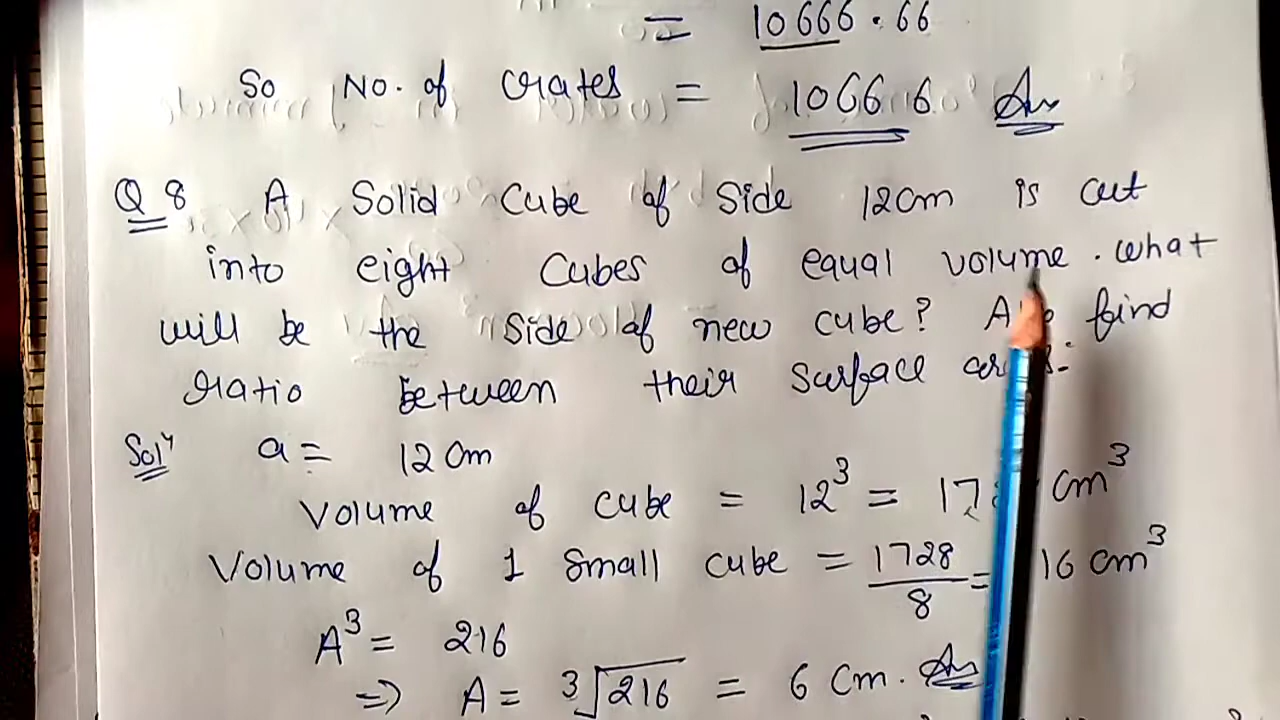 = 10666.66
So No. of crates = 10666 Ans
Q 8 A Solid Cube of Side 12cm is cut
into eight Cubes of equal volume. what
will be the Side of new cube? find
ratio between their surface
Solⁿ a = 12 cm
Volume of cube = 12³ = cm³
Volume of 1 small cube = 1728/8 = 16 cm³
A³ = 216
=> A = 3√216 = 6 cm. Ans